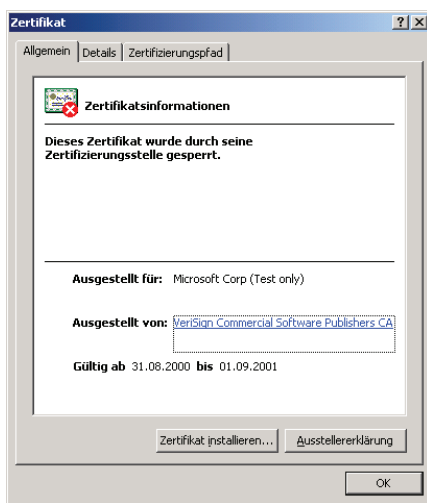 Zertifikat
Allgemein Details Zertifizierungspfad
Zertifikatsinformationen
Dieses Zertifikat wurde durch seine
Zertifizierungsstelle gesperrt.
Ausgestellt für: Microsoft Corp (Test only)
Ausgestellt von: VeriSign Commercial Software Publishers CA
Gültig ab 31.08.2000 bis 01.09.2001
Zertifikat installieren... Ausstellererklärung
OK